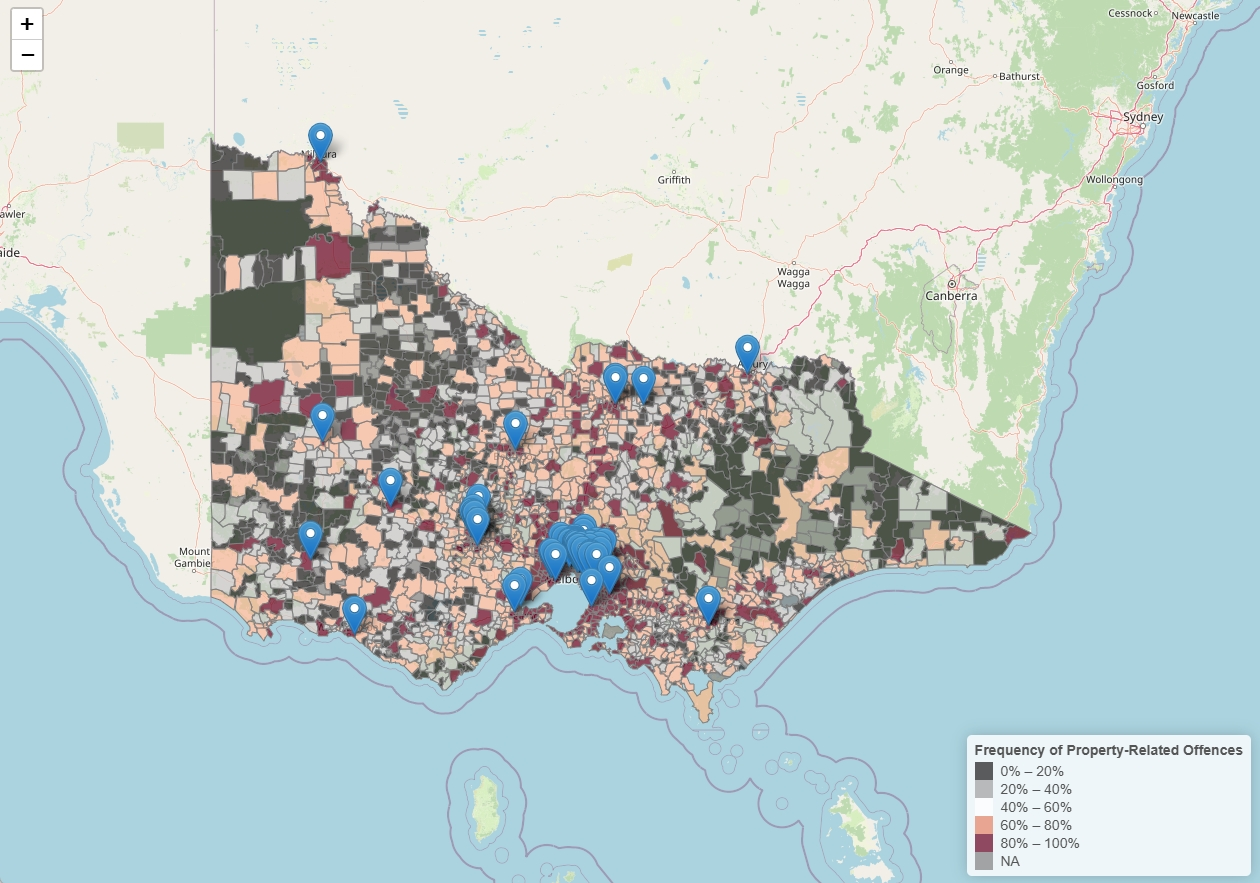 +
−
Cessnock
Newcastle
Orange
Bathurst
Gosford
Sydney
Wollongong
Griffith
awler
aide
Wagga
Wagga
Canberra
Mount
Gambie
Frequency of Property-Related Offences
0% – 20%
20% – 40%
40% – 60%
60% – 80%
80% – 100%
NA